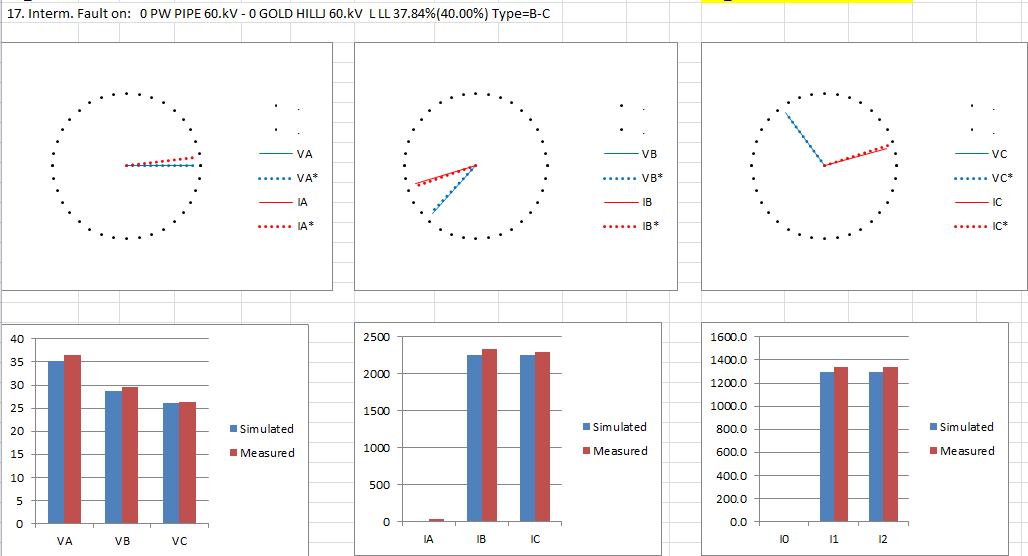 17. Interm. Fault on:   0 PW PIPE 60.kV - 0 GOLD HILLJ 60.kV  L LL 37.84%(40.00%) Type=B-C
VA
VA*
IA
IA*
VB
VB*
IB
IB*
VC
VC*
IC
IC*
40
35
30
25
20
15
10
5
0
VA VB VC
Simulated
Measured
2500
2000
1500
1000
500
0
IA IB IC
Simulated
Measured
1600.0
1400.0
1200.0
1000.0
800.0
600.0
400.0
200.0
0.0
I0 I1 I2
Simulated
Measured